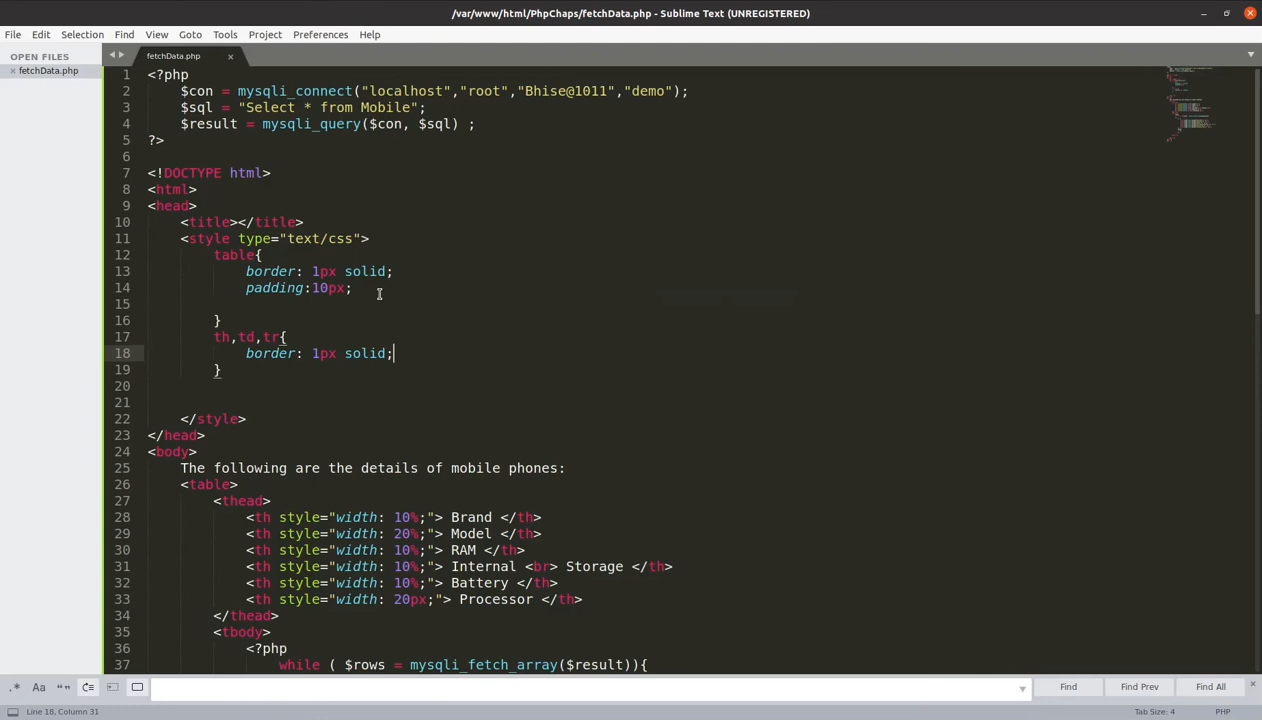 /var/www/html/PhpChaps/fetchData.php - Sublime Text (UNREGISTERED)
File Edit Selection Find View Goto Tools Project Preferences Help
OPEN FILES
× fetchData.php
fetchData.php ×
1 <?php
2 $con = mysqli_connect("localhost","root","Bhise@1011","demo");
3 $sql = "Select * from Mobile";
4 $result = mysqli_query($con, $sql) ;
5 ?>
6
7 <!DOCTYPE html>
8 <html>
9 <head>
10 <title></title>
11 <style type="text/css">
12 table{
13 border: 1px solid;
14 padding:10px;
15
16 }
17 th,td,tr{
18 border: 1px solid;
19 }
20
21
22 </style>
23 </head>
24 <body>
25 The following are the details of mobile phones:
26 <table>
27 <thead>
28 <th style="width: 10%;"> Brand </th>
29 <th style="width: 20%;"> Model </th>
30 <th style="width: 10%;"> RAM </th>
31 <th style="width: 10%;"> Internal <br> Storage </th>
32 <th style="width: 10%;"> Battery </th>
33 <th style="width: 20px;"> Processor </th>
34 </thead>
35 <tbody>
36 <?php
37 while ( $rows = mysqli_fetch_array($result)){
.* Aa “” Find Find Prev Find All ×
Line 18, Column 31 Tab Size: 4 PHP